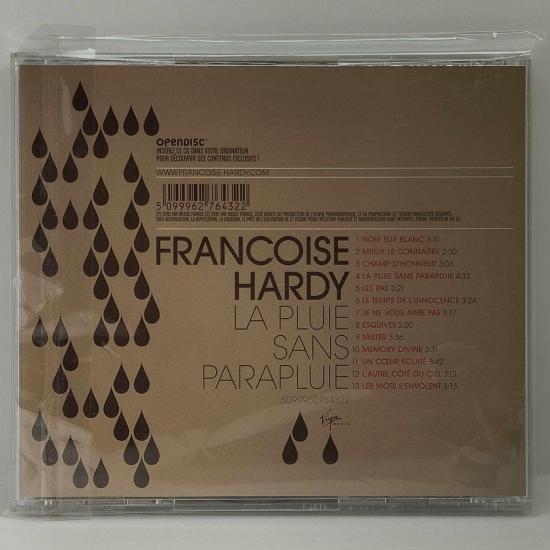 OPENDISC™
INSÉREZ CE CD DANS VOTRE ORDINATEUR
POUR DÉCOUVRIR DES CONTENUS EXCLUSIFS !
WWW.FRANCOISE-HARDY.COM
5 099962 764322
FRANCOISE
HARDY
LA PLUIE
SANS
PARAPLUIE
5099962764322
1 NOIR SUR BLANC 3:31
2 MIEUX LE CONNAÎTRE 2:30
3 CHAMP D'HONNEUR 3:03
4 LA PLUIE SANS PARAPLUIE 4:33
5 LES PAS 3:21
6 LE TEMPS DE L'INNOCENCE 3:24
7 JE NE VOUS AIME PAS 3:17
8 ESQUIVES 2:50
9 MISTER 3:36
10 MEMORY DIVINE 3:31
11 UN CŒUR ECLATÉ 3:42
12 L'AUTRE CÔTÉ DU CIEL 3:01
13 LES MOTS S'ENVOLENT 3:15
Virgin
MUSIC